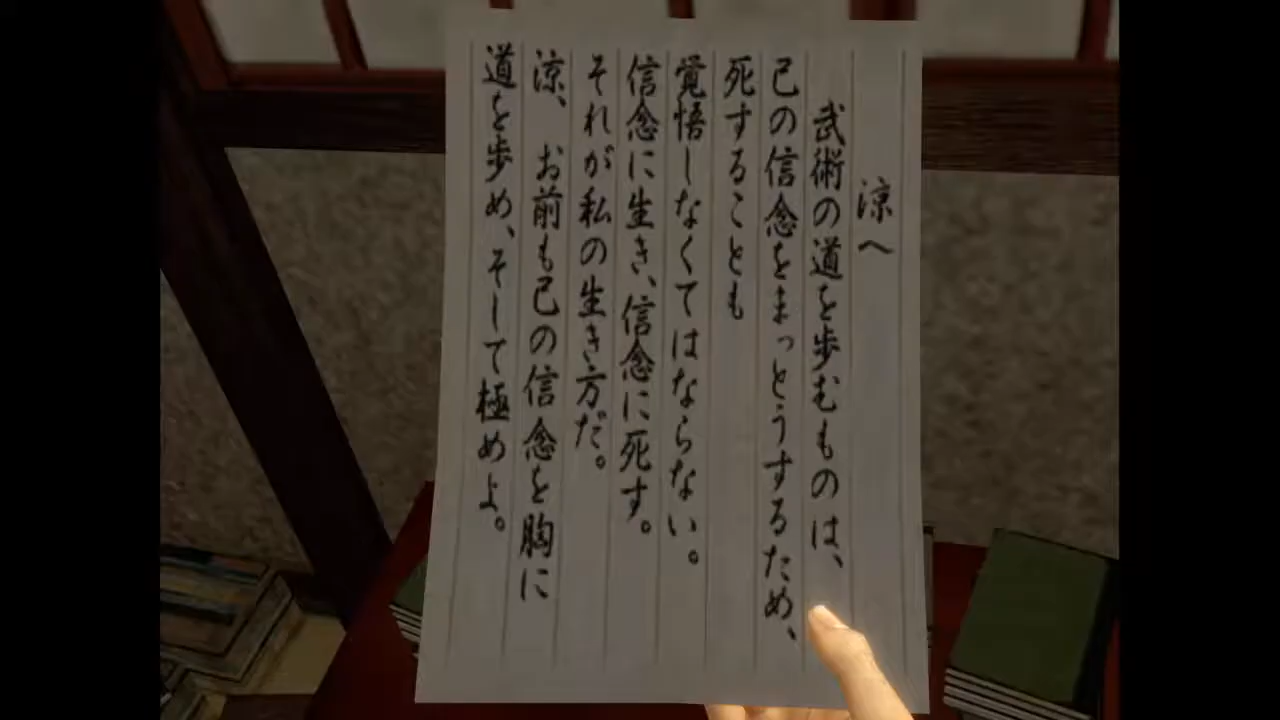 涼へ
武術の道を歩むものは、
己の信念をまっとうするため、
死することも
覚悟しなくてはならない。
信念に生き、信念に死す。
それが私の生き方だ。
涼、お前も己の信念を胸に
道を歩め、そして極めよ。